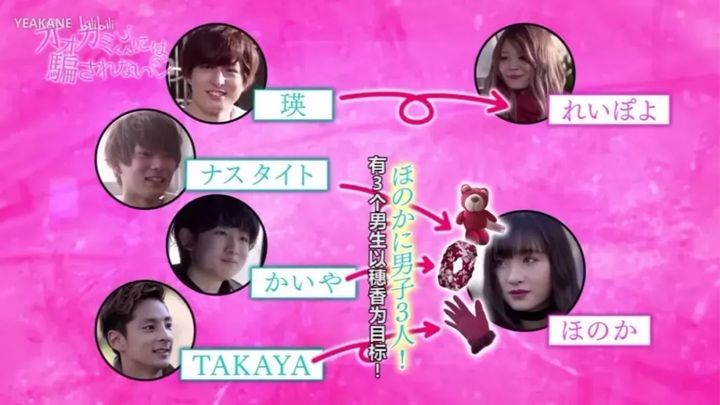 YEAKANE
bilibili
オオカミくんには
騙されない
瑛
れいぽよ
ナスタイト
かいや
TAKAYA
ほのか
ほのかに男子3人！
有3个男生以穗香为目标！